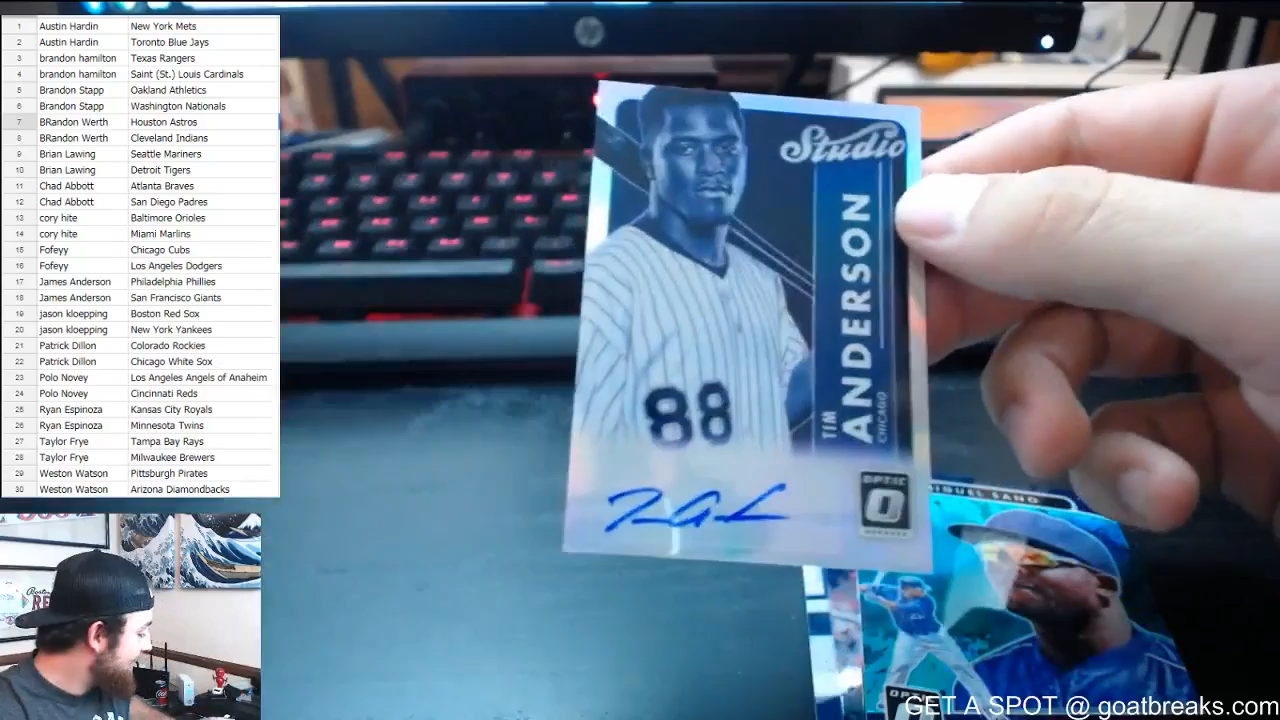 1 Austin Hardin New York Mets
2 Austin Hardin Toronto Blue Jays
3 brandon hamilton Texas Rangers
4 brandon hamilton Saint (St.) Louis Cardinals
5 Brandon Stapp Oakland Athletics
6 Brandon Stapp Washington Nationals
7 BRandon Werth Houston Astros
8 BRandon Werth Cleveland Indians
9 Brian Lawing Seattle Mariners
10 Brian Lawing Detroit Tigers
11 Chad Abbott Atlanta Braves
12 Chad Abbott San Diego Padres
13 cory hite Baltimore Orioles
14 cory hite Miami Marlins
15 Fofeyy Chicago Cubs
16 Fofeyy Los Angeles Dodgers
17 James Anderson Philadelphia Phillies
18 James Anderson San Francisco Giants
19 jason kloepping Boston Red Sox
20 jason kloepping New York Yankees
21 Patrick Dillon Colorado Rockies
22 Patrick Dillon Chicago White Sox
23 Polo Novey Los Angeles Angels of Anaheim
24 Polo Novey Cincinnati Reds
25 Ryan Espinoza Kansas City Royals
26 Ryan Espinoza Minnesota Twins
27 Taylor Frye Tampa Bay Rays
28 Taylor Frye Milwaukee Brewers
29 Weston Watson Pittsburgh Pirates
30 Weston Watson Arizona Diamondbacks
hp
Studio
TIM
ANDERSON
CHICAGO
88
OPTIC
O
MIGUEL SANO
OPTIC
GET A SPOT @ goatbreaks.com